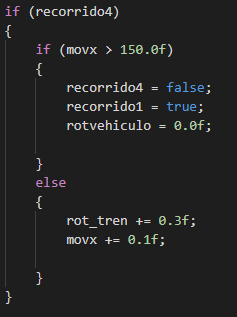 if (recorrido4)
{
    if (movx > 150.0f)
    {
        recorrido4 = false;
        recorrido1 = true;
        rotvehiculo = 0.0f;

    }
    else
    {
        rot_tren += 0.3f;
        movx += 0.1f;

    }
}